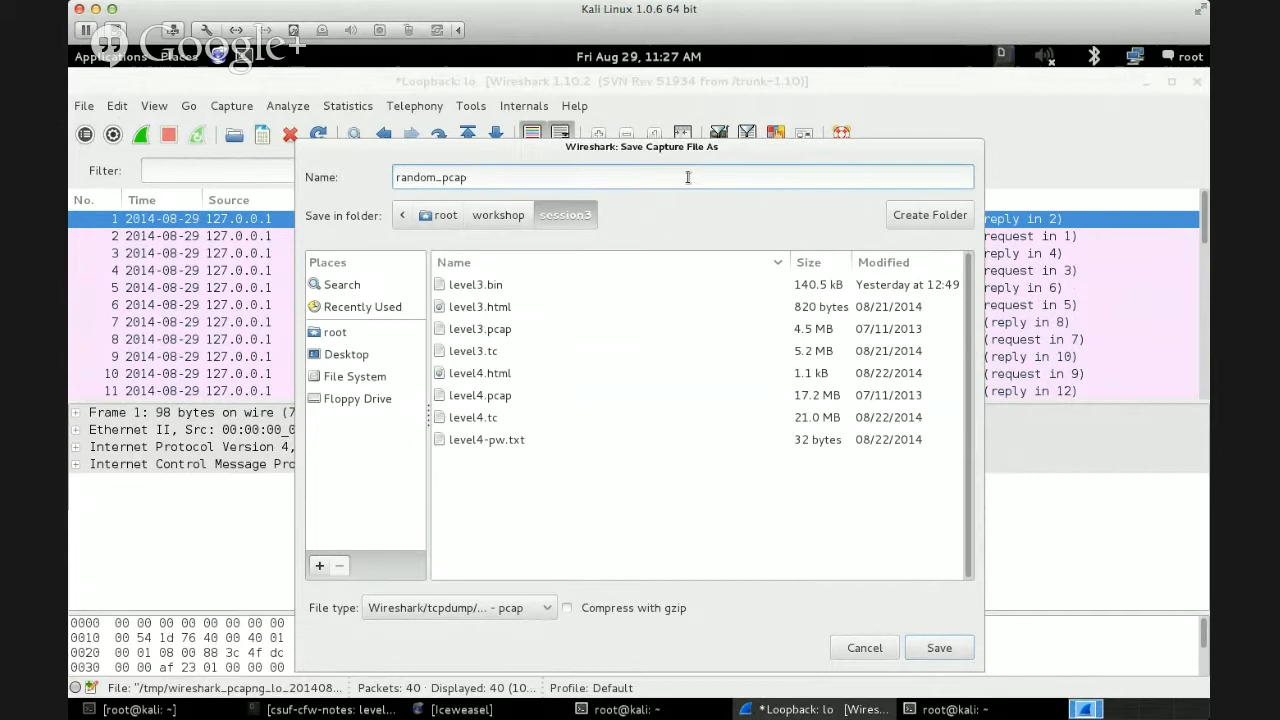 Kali Linux 1.0.6 64 bit
Google+
Applications Places Fri Aug 29, 11:27 AM root
*Loopback: lo [Wireshark 1.10.2 (SVN Rev 51934 from /trunk-1.10)]
File Edit View Go Capture Analyze Statistics Telephony Tools Internals Help
Wireshark: Save Capture File As
Filter:
Name: random_pcap
No. Time Source
Save in folder: root workshop session3 Create Folder
1 2014-08-29 127.0.0.1 (reply in 2)
2 2014-08-29 127.0.0.1 request in 1)
3 2014-08-29 127.0.0.1 (reply in 4)
4 2014-08-29 127.0.0.1 request in 3)
5 2014-08-29 127.0.0.1 (reply in 6)
6 2014-08-29 127.0.0.1 request in 5)
7 2014-08-29 127.0.0.1 (reply in 8)
8 2014-08-29 127.0.0.1 (request in 7)
9 2014-08-29 127.0.0.1 (reply in 10)
10 2014-08-29 127.0.0.1 (request in 9)
11 2014-08-29 127.0.0.1 (reply in 12)
Places
Search
Recently Used
root
Desktop
File System
Floppy Drive
Name Size Modified
level3.bin 140.5 kB Yesterday at 12:49
level3.html 820 bytes 08/21/2014
level3.pcap 4.5 MB 07/11/2013
level3.tc 5.2 MB 08/21/2014
level4.html 1.1 kB 08/22/2014
level4.pcap 17.2 MB 07/11/2013
level4.tc 21.0 MB 08/22/2014
level4-pw.txt 32 bytes 08/22/2014
Frame 1: 98 bytes on wire (7
Ethernet II, Src: 00:00:00_0
Internet Protocol Version 4,
Internet Control Message Pro
+ −
File type: Wireshark/tcpdump/... - pcap Compress with gzip
Cancel Save
0000 00 00 00 00 00 00 00 00
0010 00 54 1d 76 40 00 40 01
0020 00 01 08 00 88 3c 4f dc
0030 00 00 af 23 01 00 00 00
File: "/tmp/wireshark_pcapng_lo_201408... Packets: 40 · Displayed: 40 (10... Profile: Default
[root@kali: ~] [csuf-cfw-notes: level... [Iceweasel] root@kali: ~ *Loopback: lo [Wires... root@kali: ~